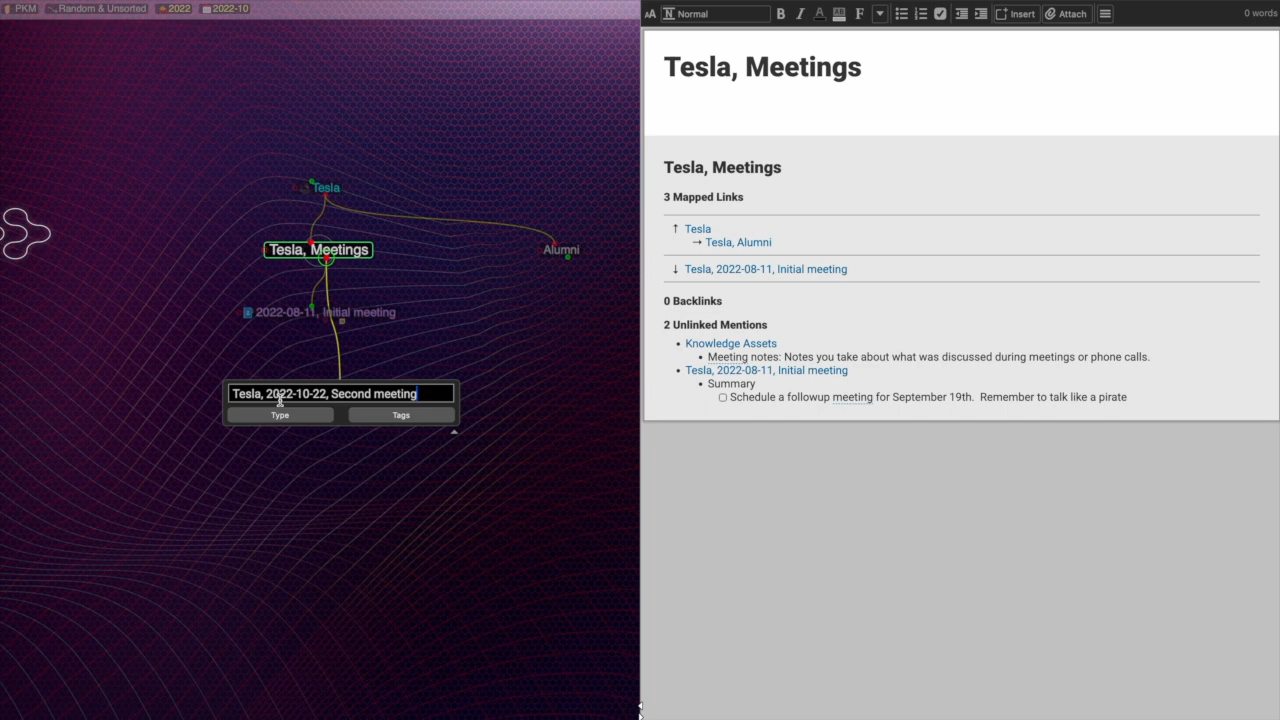 PKM Random & Unsorted 2022 2022-10
Tesla
Tesla, Meetings
Alumni
2022-08-11, Initial meeting
Tesla, 2022-10-22, Second meeting
Type Tags
AA N Normal B I A AB F Insert Attach 0 words
Tesla, Meetings
Tesla, Meetings
3 Mapped Links
↑ Tesla
→ Tesla, Alumni
↓ Tesla, 2022-08-11, Initial meeting
0 Backlinks
2 Unlinked Mentions
• Knowledge Assets
• Meeting notes: Notes you take about what was discussed during meetings or phone calls.
• Tesla, 2022-08-11, Initial meeting
• Summary
Schedule a followup meeting for September 19th. Remember to talk like a pirate